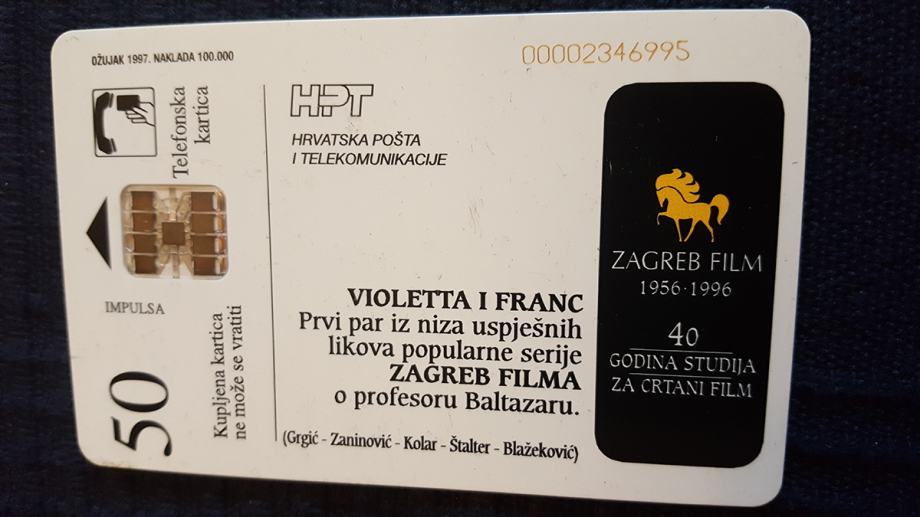 OŽUJAK 1997. NAKLADA 100.000
00002346995
Telefonska
kartica
IMPULSA
50
Kupljena kartica
ne može se vratiti
HPT
HRVATSKA POŠTA
I TELEKOMUNIKACIJE
VIOLETTA I FRANC
Prvi par iz niza uspješnih
likova popularne serije
ZAGREB FILMA
o profesoru Baltazaru.
(Grgić - Zaninović - Kolar - Štalter - Blažeković)
ZAGREB FILM
1956·1996
40
GODINA STUDIJA
ZA CRTANI FILM